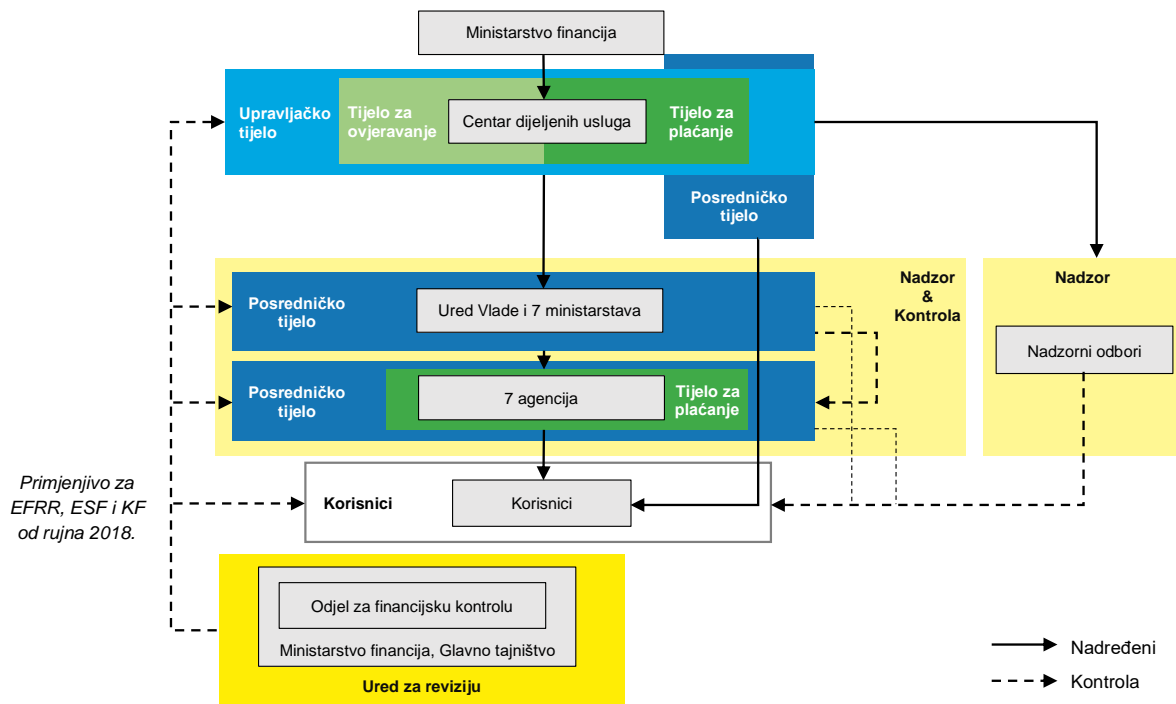 Ministarstvo financija
Upravljačko
tijelo
Tijelo za
ovjeravanje
Centar dijeljenih usluga
Tijelo za
plaćanje
Posredničko
tijelo
Nadzor
&
Kontrola
Nadzor
Posredničko
tijelo
Ured Vlade i 7 ministarstava
Nadzorni odbori
Posredničko
tijelo
7 agencija
Tijelo za
plaćanje
Primjenjivo za
EFRR, ESF i KF
od rujna 2018.
Korisnici
Korisnici
Odjel za financijsku kontrolu
Ministarstvo financija, Glavno tajništvo
Ured za reviziju
Nadređeni
Kontrola